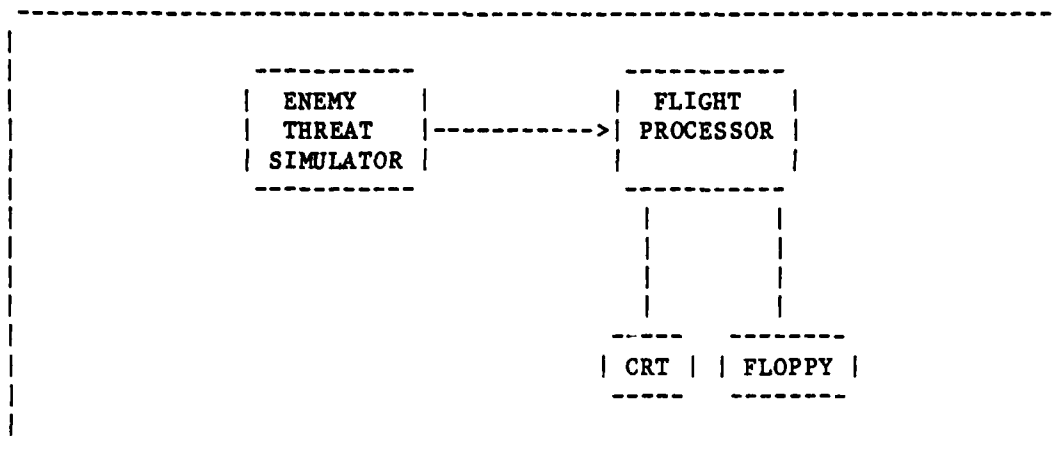 ENEMY
THREAT
SIMULATOR
FLIGHT
PROCESSOR
CRT
FLOPPY